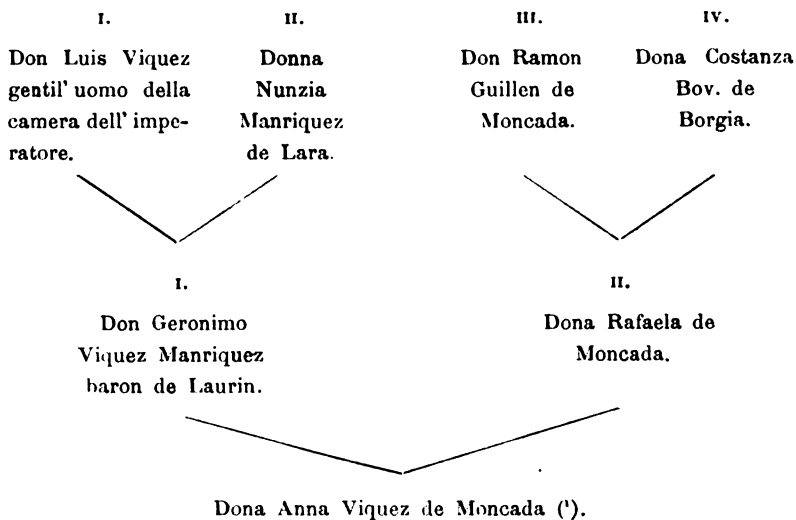 I.
Don Luis Viquez
gentil' uomo della
camera dell' impe-
ratore.
II.
Donna
Nunzia
Manriquez
de Lara.
III.
Don Ramon
Guillen de
Moncada.
IV.
Dona Costanza
Bov. de
Borgia.
I.
Don Geronimo
Viquez Manriquez
baron de Laurin.
II.
Dona Rafaela de
Moncada.
Dona Anna Viquez de Moncada (¹).